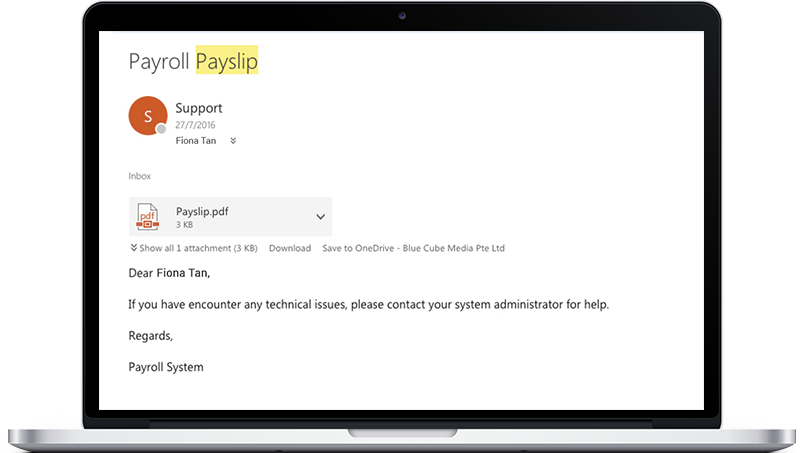 Payroll Payslip
S
Support
27/7/2016
Fiona Tan
Inbox
pdf
Payslip.pdf
3 KB
Show all 1 attachment (3 KB) Download Save to OneDrive - Blue Cube Media Pte Ltd
Dear Fiona Tan,
If you have encounter any technical issues, please contact your system administrator for help.
Regards,
Payroll System